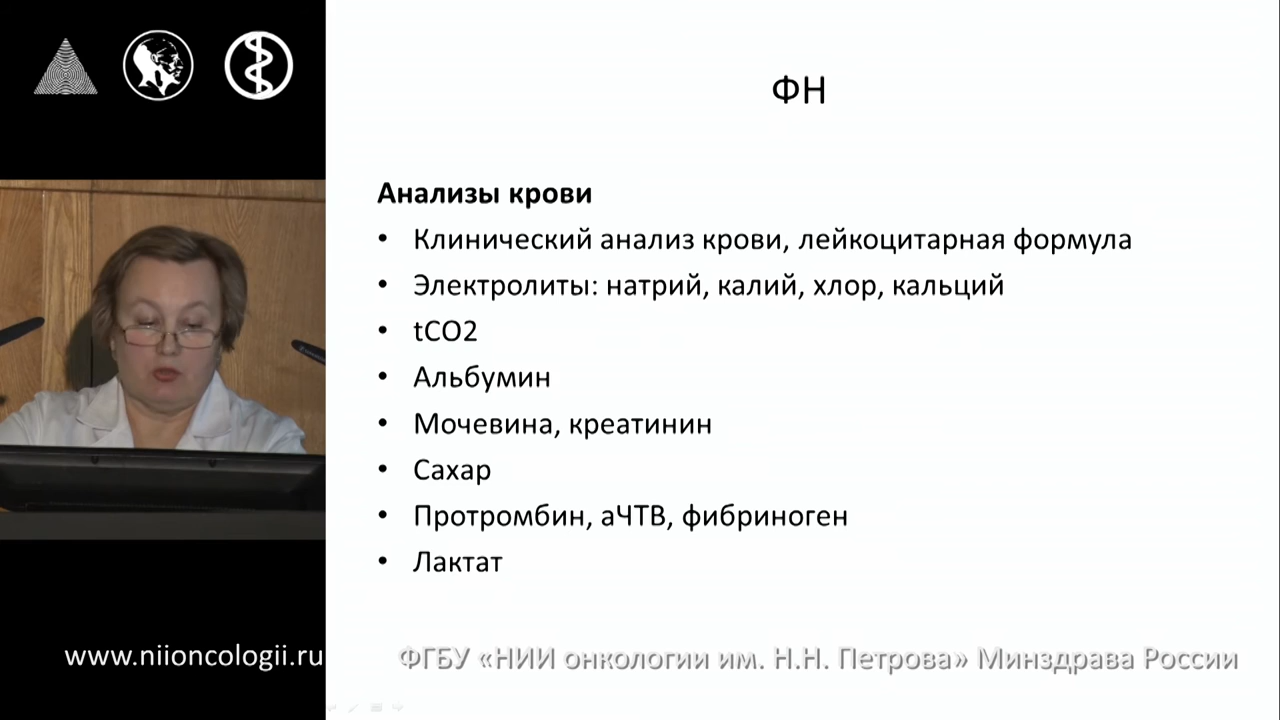 ФН
Анализы крови
• Клинический анализ крови, лейкоцитарная формула
• Электролиты: натрий, калий, хлор, кальций
• tCO2
• Альбумин
• Мочевина, креатинин
• Сахар
• Протромбин, аЧТВ, фибриноген
• Лактат
www.niioncologii.ru
ФГБУ «НИИ онкологии им. Н.Н. Петрова» Минздрава России